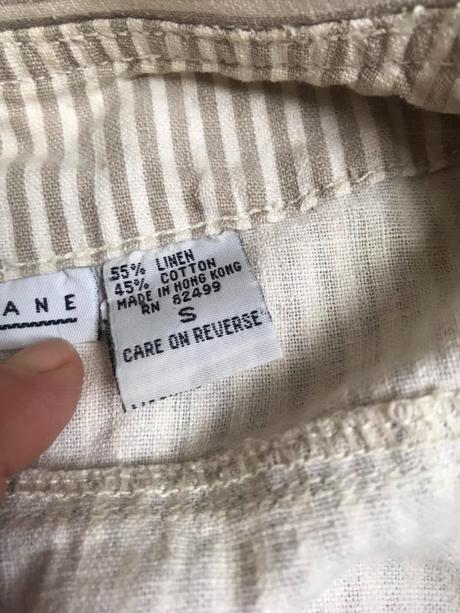 ANE
55% LINEN
45% COTTON
MADE IN HONG KONG
RN 82499
S
CARE ON REVERSE